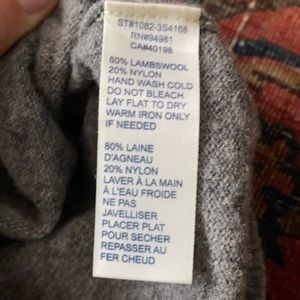 ST#1082-3S4168
RN#94981
CA#40198
80% LAMBSWOOL
20% NYLON
HAND WASH COLD
DO NOT BLEACH
LAY FLAT TO DRY
WARM IRON ONLY
IF NEEDED
80% LAINE
D'AGNEAU
20% NYLON
LAVER À LA MAIN
À L'EAU FROIDE
NE PAS
JAVELLISER
PLACER PLAT
POUR SECHER
REPASSER AU
FER CHEUD